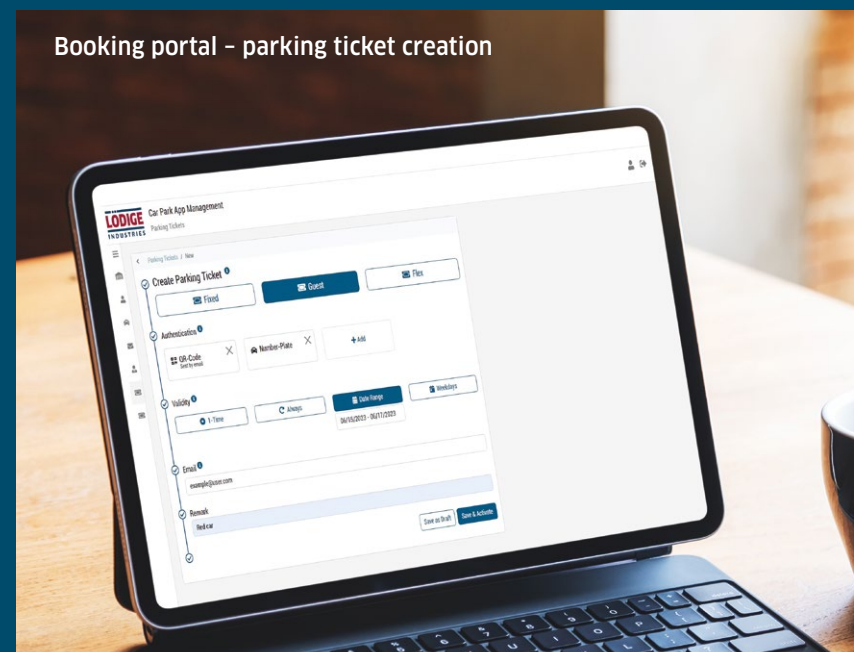 Booking portal – parking ticket creation
LÖDIGE
INDUSTRIES
Car Park App Management
Parking Tickets
Parking Tickets / New
Create Parking Ticket
Fixed
Guest
Flex
Authentication
QR-Code
Sent by email
Number-Plate
+ Add
Validity
1-Time
Always
Date Range
Weekdays
06/15/2023 - 06/17/2023
Email
example@user.com
Remark
Red car
Save as Draft
Save & Activate